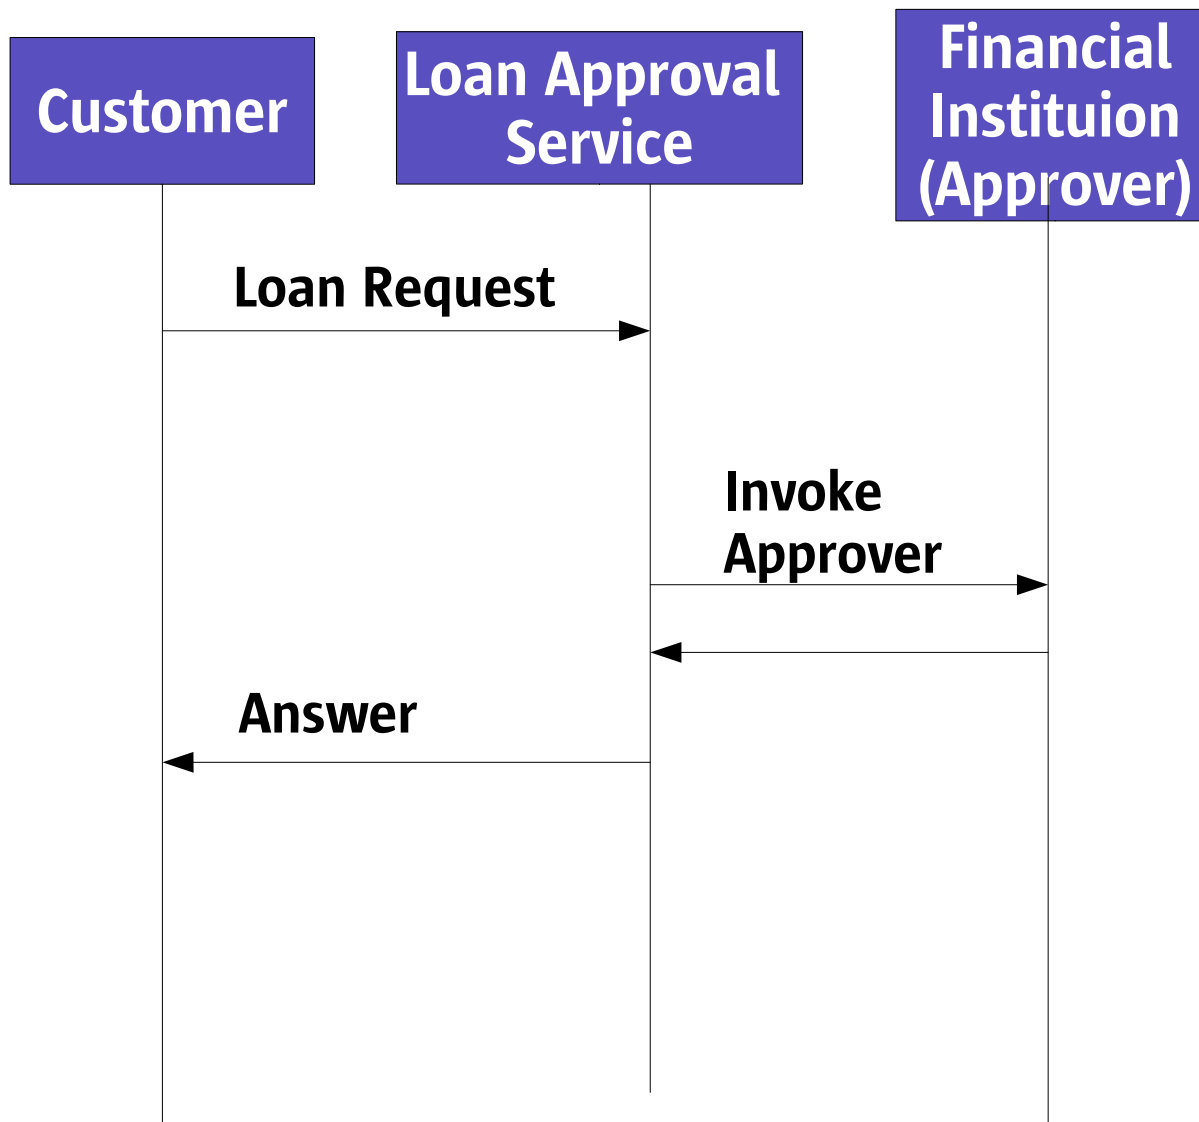 Customer
Loan Approval
Service
Financial
Instituion
(Approver)
Loan Request
Invoke
Approver
Answer